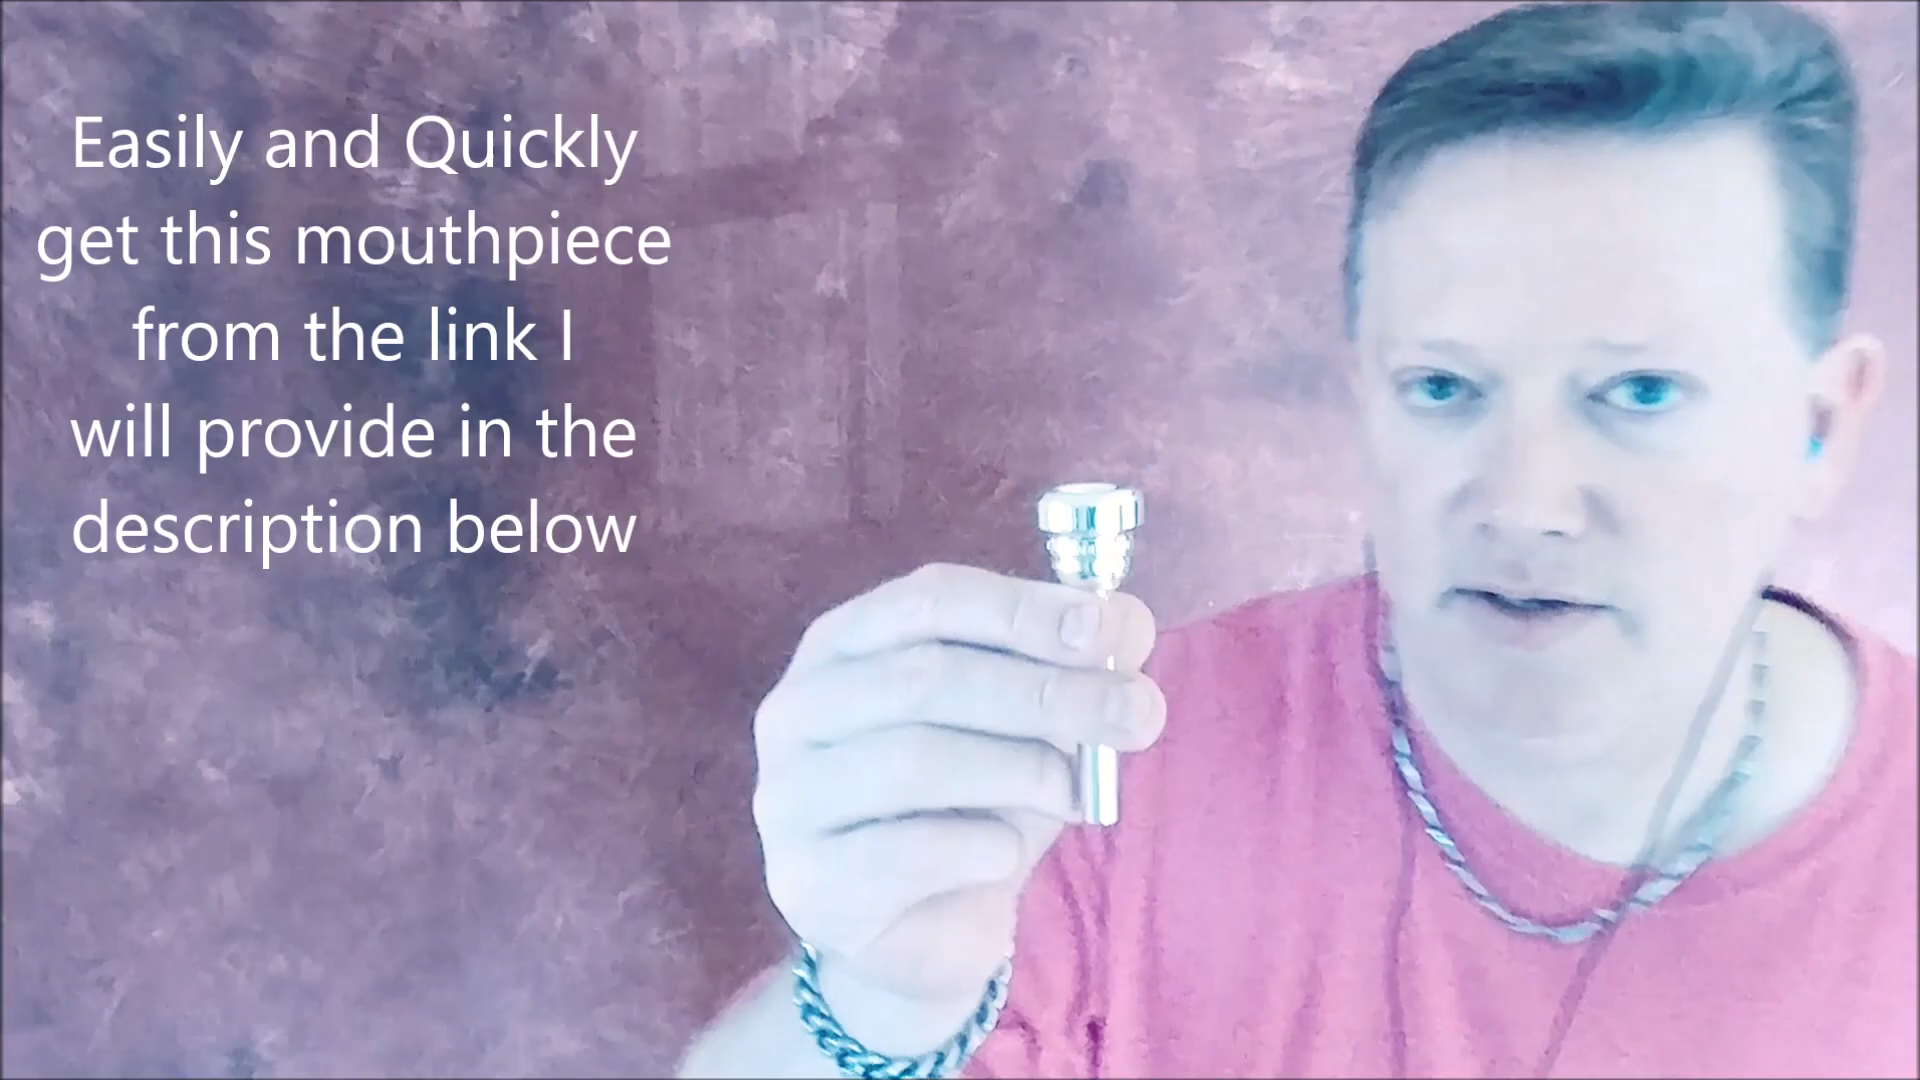 Easily and Quickly
get this mouthpiece
from the link I
will provide in the
description below